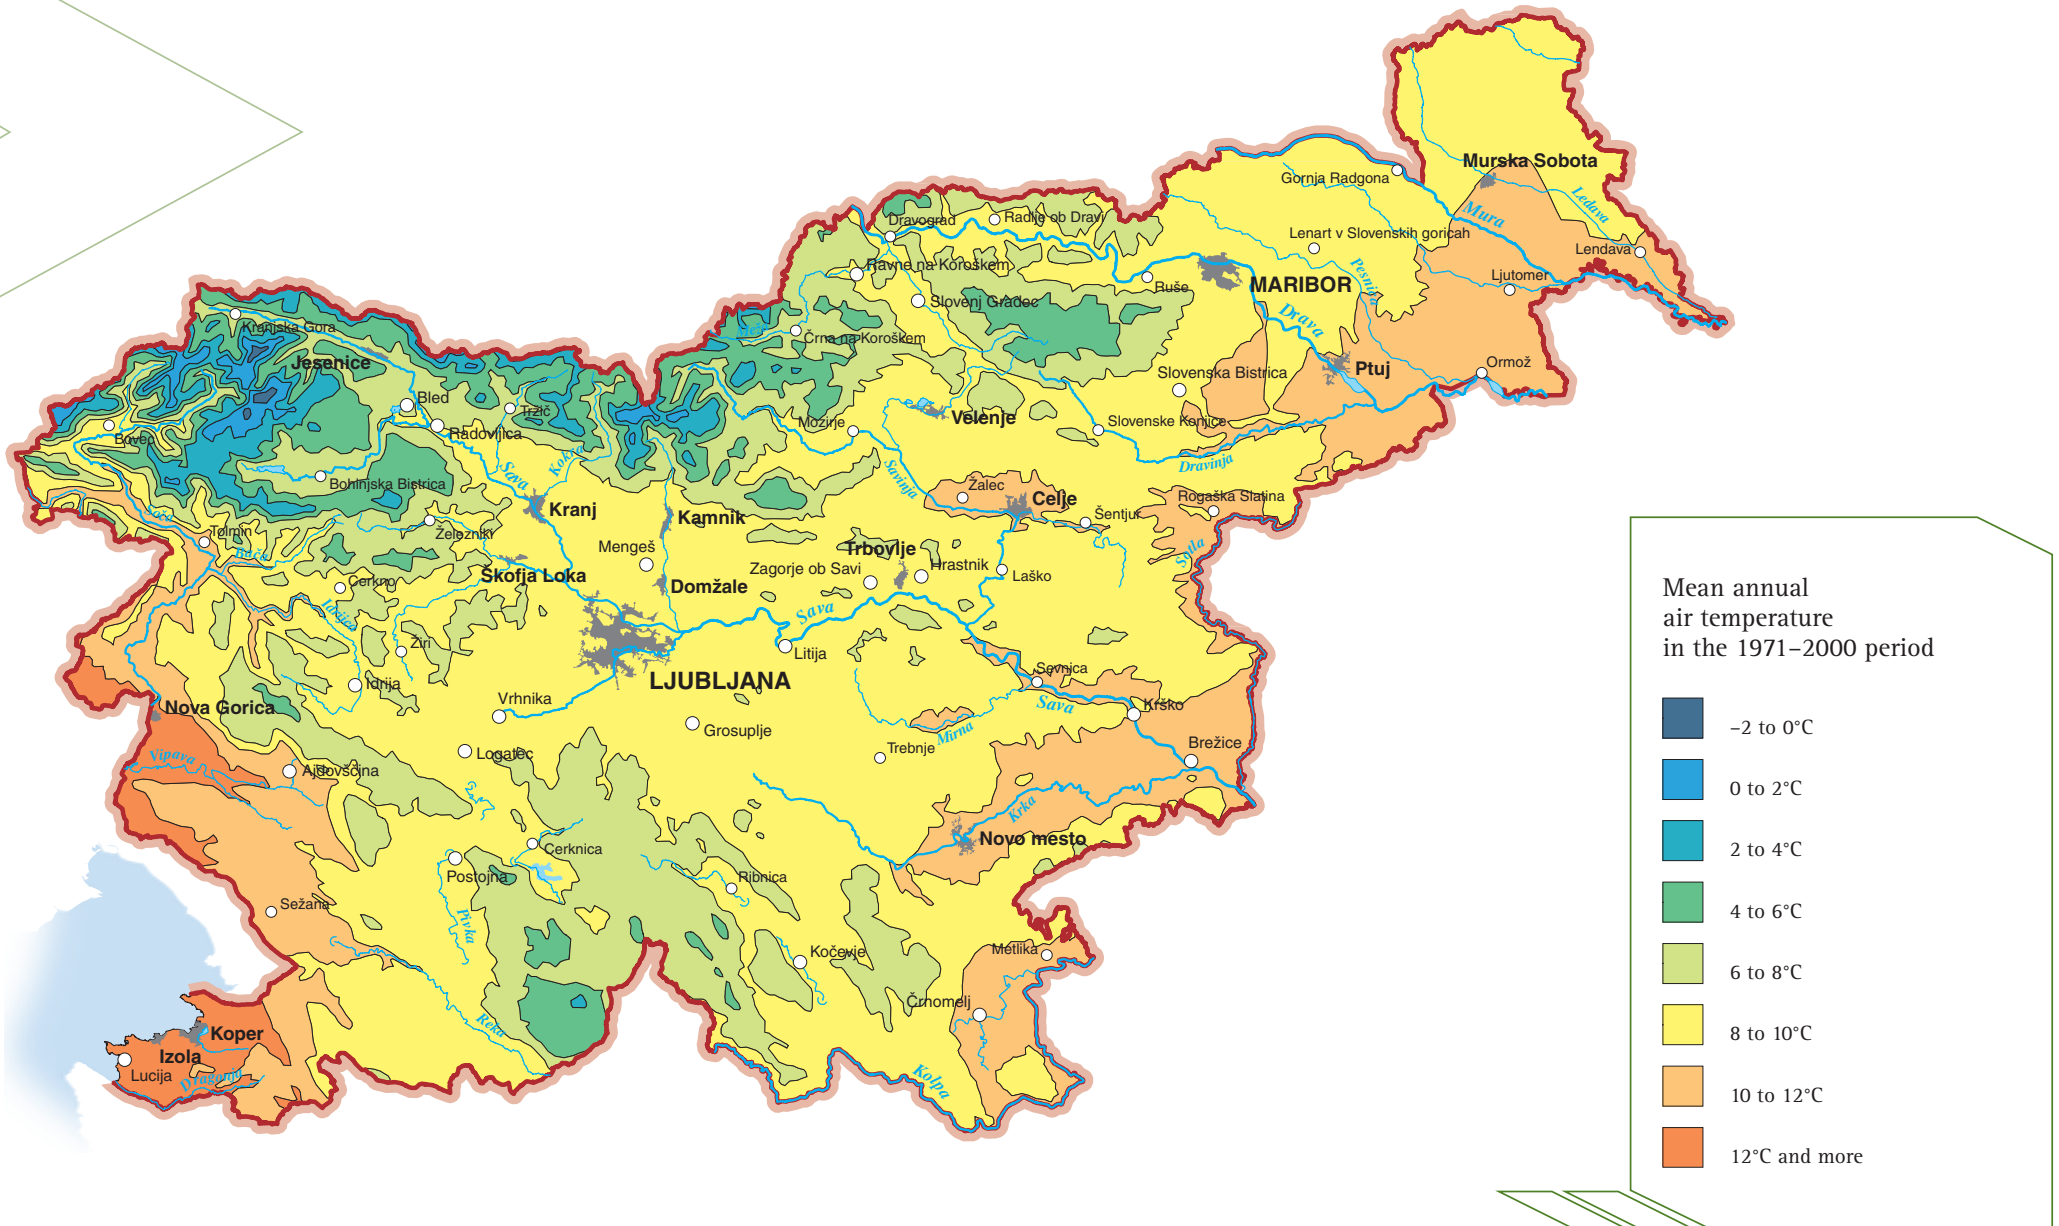 Murska Sobota
Gornja Radgona
Ledava
Mura
Dravograd
Radlje ob Dravi
Lenart v Slovenskih goricah
Lendava
Ravne na Koroškem
Pesnica
Ljutomer
Ruše
MARIBOR
Slovenj Gradec
Drava
Kranjska Gora
Meža
Črna na Koroškem
Jesenice
Ormož
Ptuj
Slovenska Bistrica
Bled
Tržič
Velenje
Mozirje
Slovenske Konjice
Radovljica
Bovec
Kokra
Sava
Dravinja
Savinja
Bohinjska Bistrica
Žalec
Celje
Rogaška Slatina
Kranj
Kamnik
Šentjur
Soča
Tolmin
Železniki
Bača
Mengeš
Trbovlje
Sotla
Hrastnik
Zagorje ob Savi
Laško
Škofja Loka
Cerkno
Domžale
Idrijca
Sava
Žiri
Litija
Sevnica
LJUBLJANA
Idrija
Vrhnika
Nova Gorica
Sava
Krško
Grosuplje
Mirna
Trebnje
Brežice
Logatec
Vipava
Ajdovščina
Krka
Novo mesto
Cerknica
Postojna
Ribnica
Sežana
Pivka
Kočevje
Metlika
Črnomelj
Reka
Koper
Izola
Lucija
Dragonja
Kolpa
Mean annual
air temperature
in the 1971–2000 period
–2 to 0°C
0 to 2°C
2 to 4°C
4 to 6°C
6 to 8°C
8 to 10°C
10 to 12°C
12°C and more